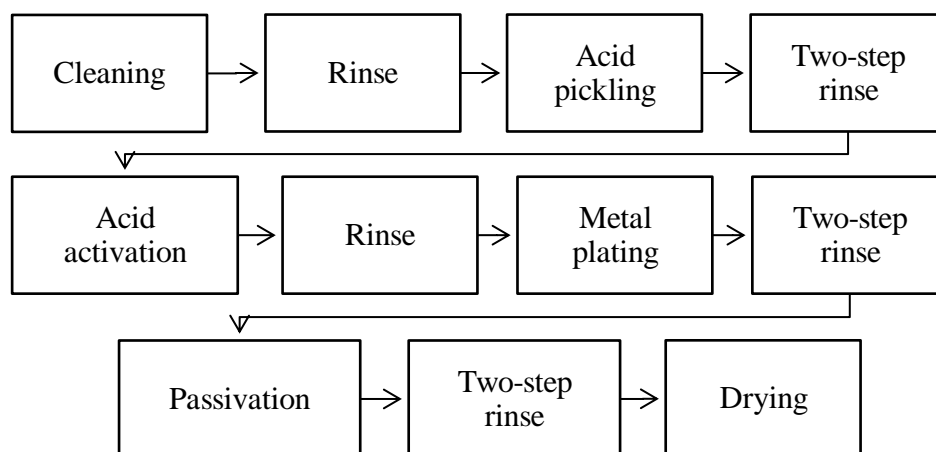 Cleaning
Rinse
Acid
pickling
Two-step
rinse
Acid
activation
Rinse
Metal
plating
Two-step
rinse
Passivation
Two-step
rinse
Drying